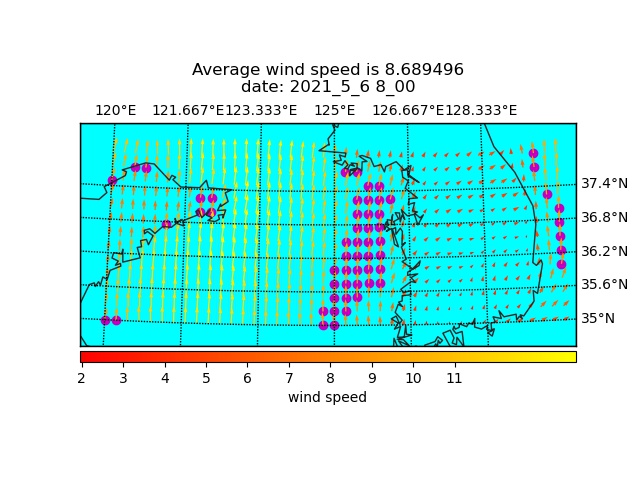 Average wind speed is 8.689496
date: 2021_5_6 8_00
120°E 121.667°E 123.333°E 125°E 126.667°E 128.333°E
37.4°N
36.8°N
36.2°N
35.6°N
35°N
2 3 4 5 6 7 8 9 10 11
wind speed